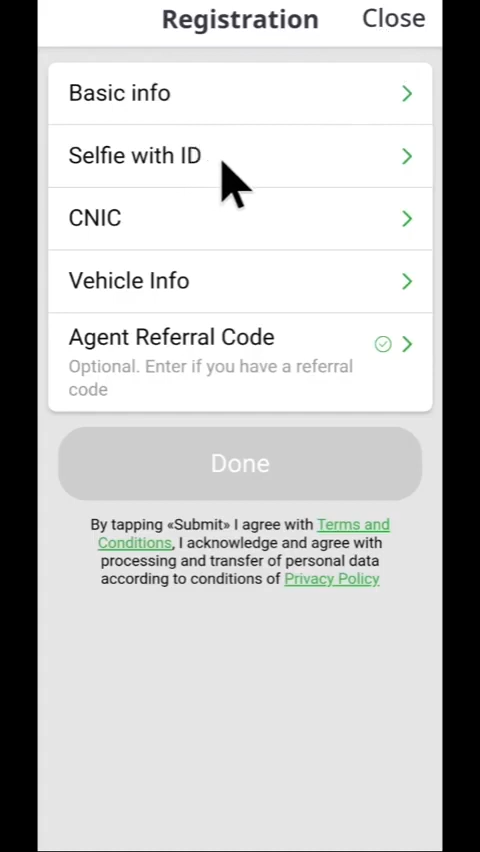 Registration Close
Basic info
Selfie with ID
CNIC
Vehicle Info
Agent Referral Code
Optional. Enter if you have a referral
code
Done
By tapping «Submit» I agree with Terms and
Conditions, I acknowledge and agree with
processing and transfer of personal data
according to conditions of Privacy Policy